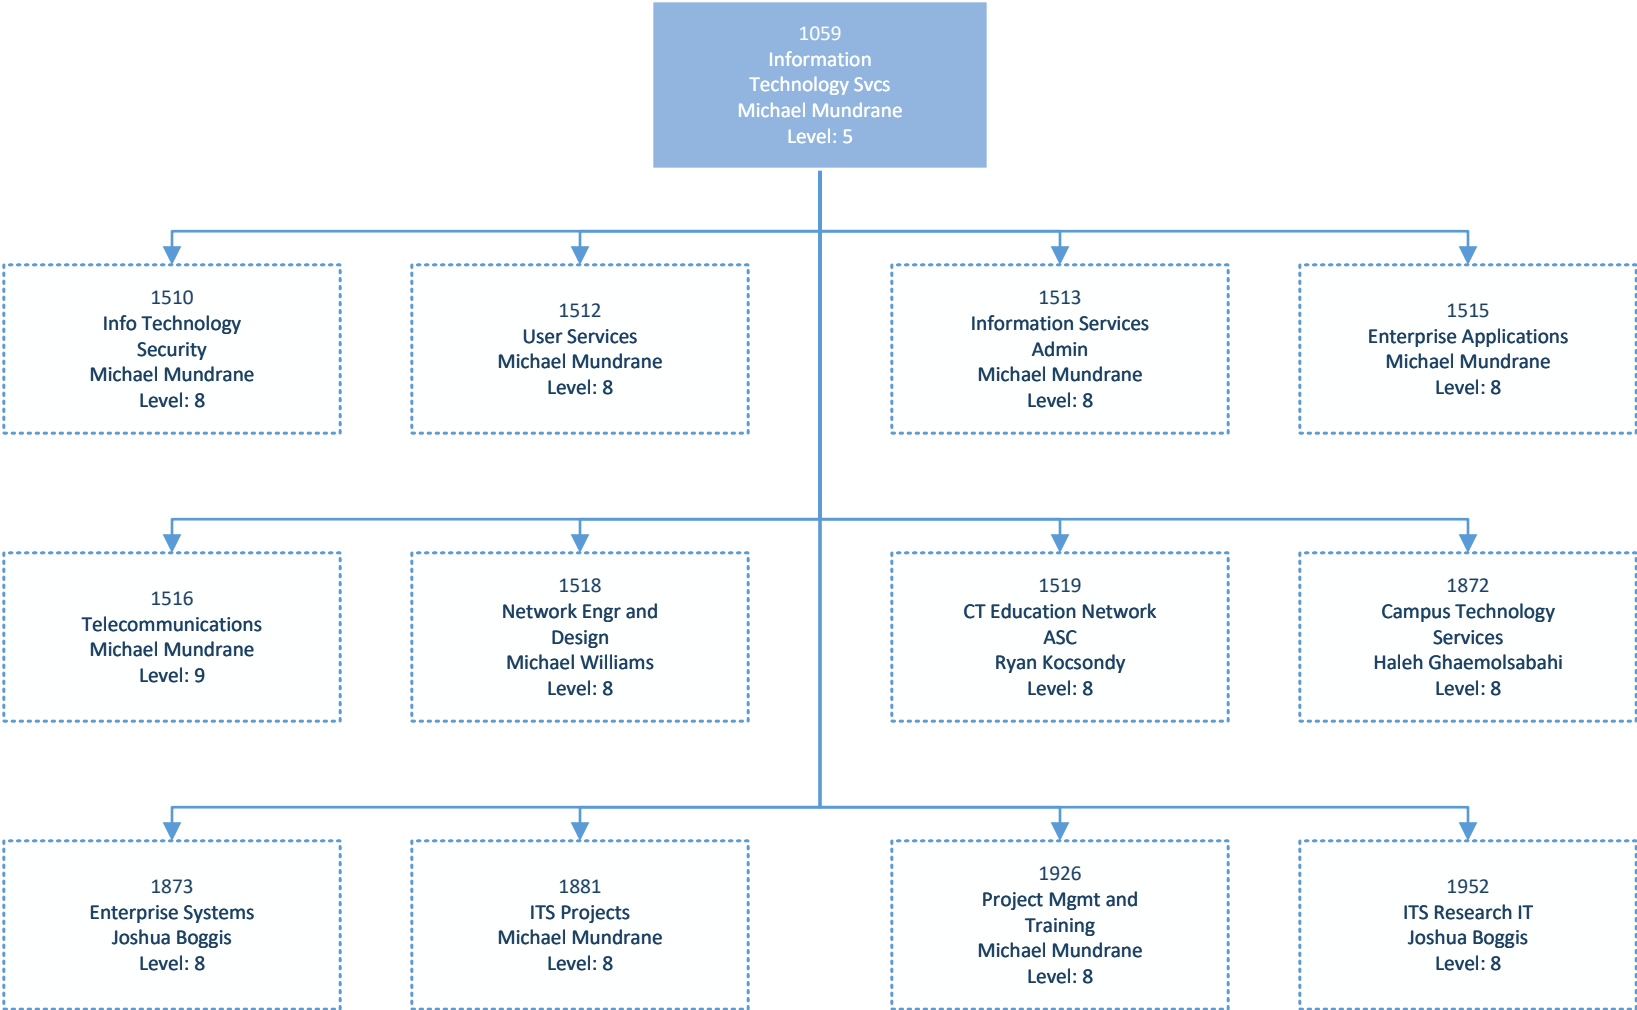 1059
Information
Technology Svcs
Michael Mundrane
Level: 5
1510
Info Technology
Security
Michael Mundrane
Level: 8
1512
User Services
Michael Mundrane
Level: 8
1513
Information Services
Admin
Michael Mundrane
Level: 8
1515
Enterprise Applications
Michael Mundrane
Level: 8
1516
Telecommunications
Michael Mundrane
Level: 9
1518
Network Engr and
Design
Michael Williams
Level: 8
1519
CT Education Network
ASC
Ryan Kocsondy
Level: 8
1872
Campus Technology
Services
Haleh Ghaemolsabahi
Level: 8
1873
Enterprise Systems
Joshua Boggis
Level: 8
1881
ITS Projects
Michael Mundrane
Level: 8
1926
Project Mgmt and
Training
Michael Mundrane
Level: 8
1952
ITS Research IT
Joshua Boggis
Level: 8